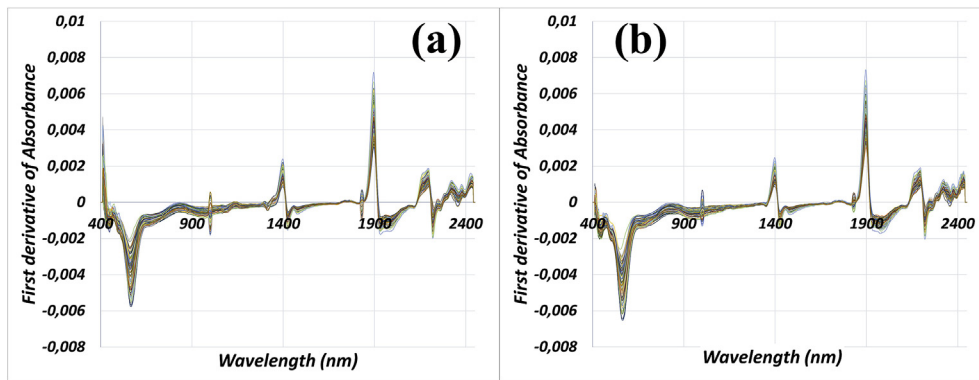 (a)
First derivative of Absorbance
0,01
0,008
0,006
0,004
0,002
0
-0,002
-0,004
-0,006
-0,008
400 900 1400 1900 2400
Wavelength (nm)
(b)
First derivative of Absorbance
0,01
0,008
0,006
0,004
0,002
0
-0,002
-0,004
-0,006
-0,008
400 900 1400 1900 2400
Wavelength (nm)